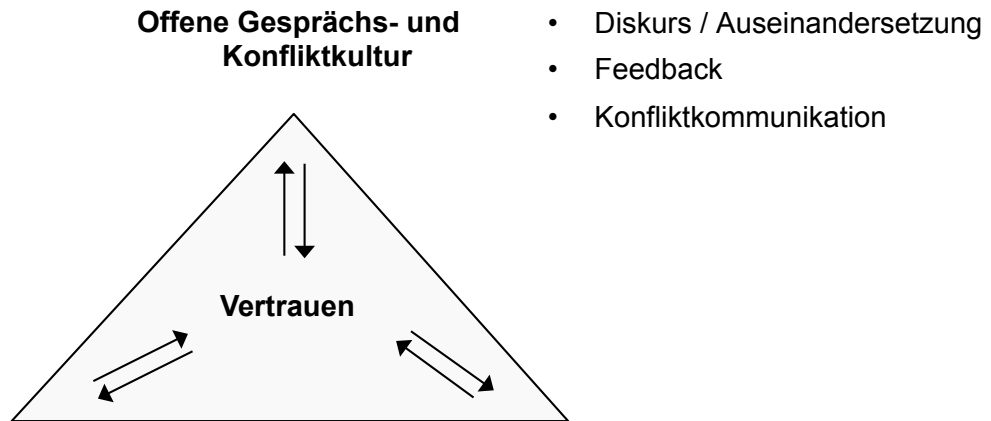 Offene Gesprächs- und
Konfliktkultur
• Diskurs / Auseinandersetzung
• Feedback
• Konfliktkommunikation
Vertrauen